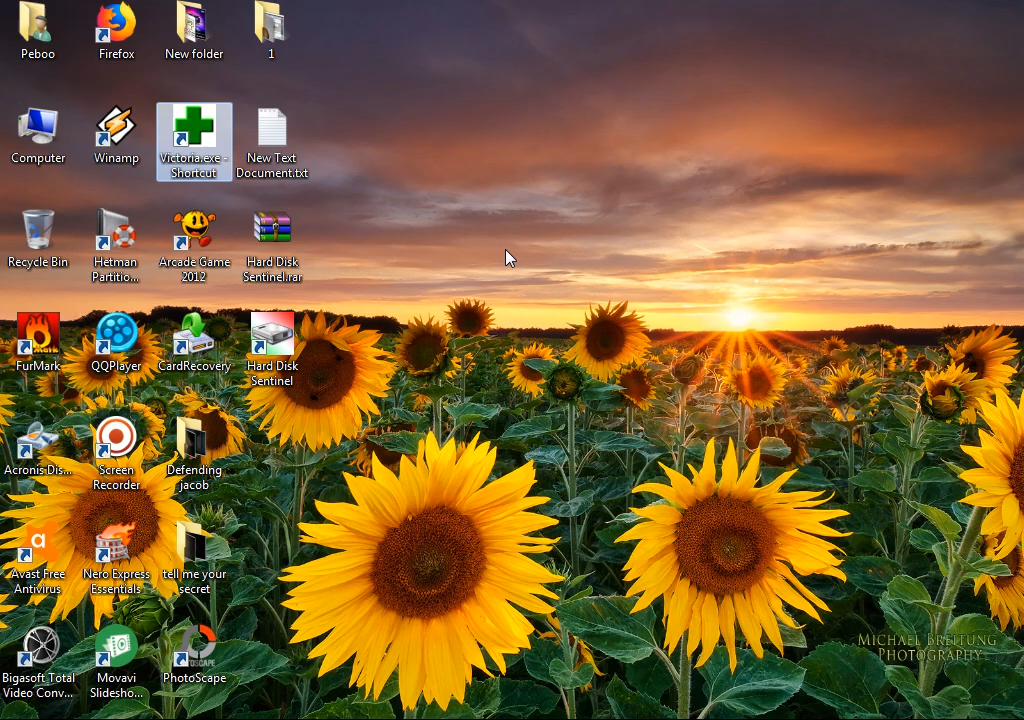 Peboo
Firefox
New folder
1
Computer
Winamp
Victoria.exe -
Shortcut
New Text
Document.txt
Recycle Bin
Hetman
Partitio...
Arcade Game
2012
Hard Disk
Sentinel.rar
FurMark
QQPlayer
CardRecovery
Hard Disk
Sentinel
Acronis Dis...
Screen
Recorder
Defending
jacob
Avast Free
Antivirus
Nero Express
Essentials
tell me your
secret
Bigasoft Total
Video Conv...
Movavi
Slidesho...
PhotoScape
Michael Breitung
Photography